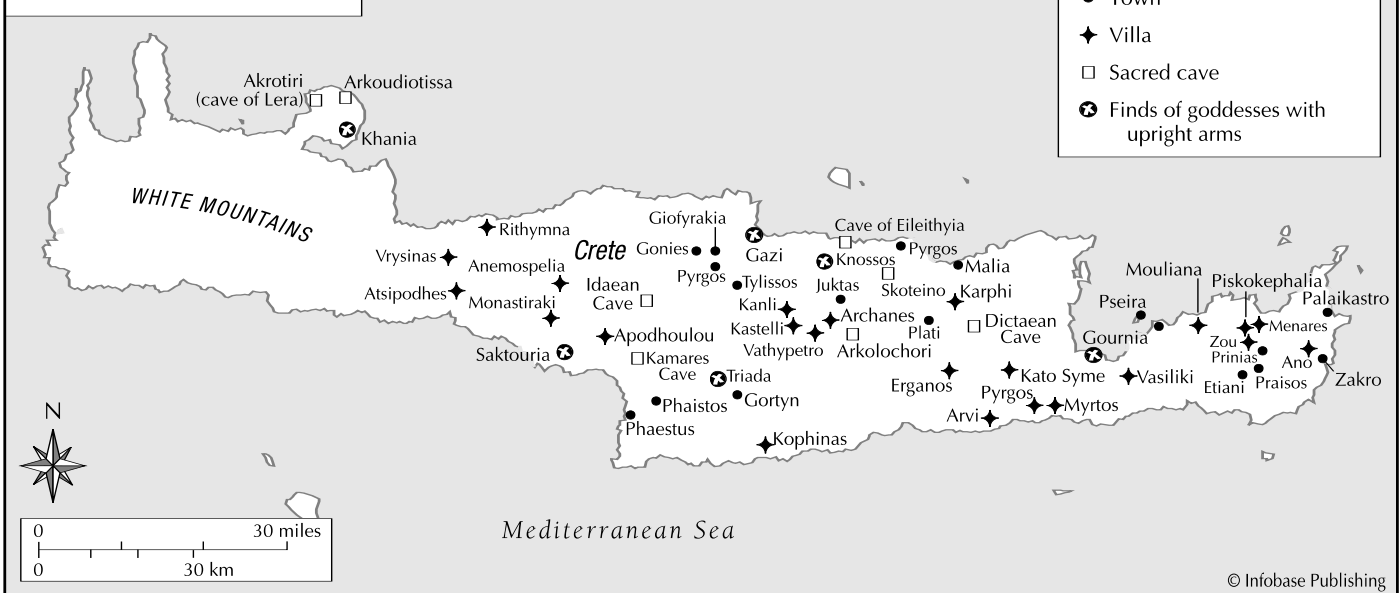 Town
Villa
Sacred cave
Finds of goddesses with
upright arms
Akrotiri
(cave of Lera)
Arkoudiotissa
Khania
WHITE MOUNTAINS
Rithymna
Vrysinas
Atsipodhes
Anemospelia
Monastiraki
Crete
Idaean
Cave
Giofyrakia
Gonies
Pyrgos
Gazi
Tylissos
Cave of Eileithyia
Knossos
Pyrgos
Malia
Skoteino
Juktas
Karphi
Kanli
Kastelli
Archanes
Vathypetro
Arkolochori
Plati
Dictaean
Cave
Apodhoulou
Saktouria
Kamares
Cave
Triada
Gortyn
Phaistos
Phaestus
Kophinas
Erganos
Kato Syme
Pyrgos
Myrtos
Arvi
Vasiliki
Gournia
Pseira
Mouliana
Piskokephalia
Palaikastro
Menares
Zou
Prinias
Ano
Zakro
Etiani
Praisos
N
0 30 miles
0 30 km
Mediterranean Sea
© Infobase Publishing